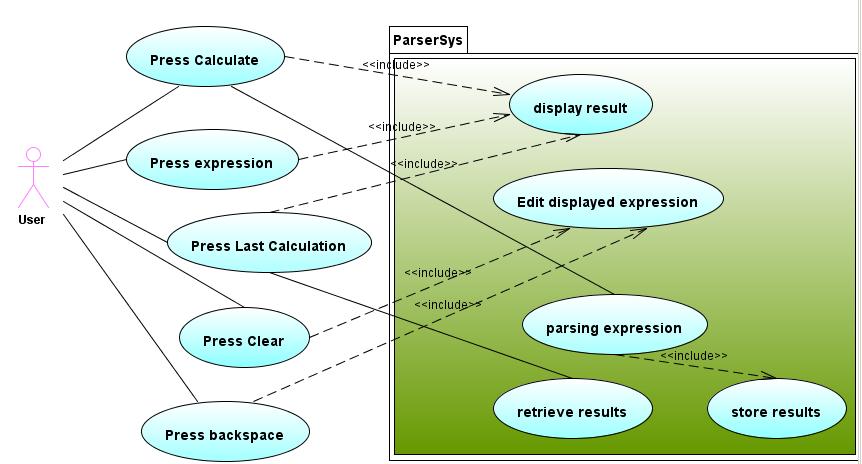 ParserSys
Press Calculate
<<include>>
display result
<<include>>
Press expression
<<include>>
Edit displayed expression
User
Press Last Calculation
<<include>>
<<include>>
Press Clear
parsing expression
<<include>>
retrieve results
store results
Press backspace